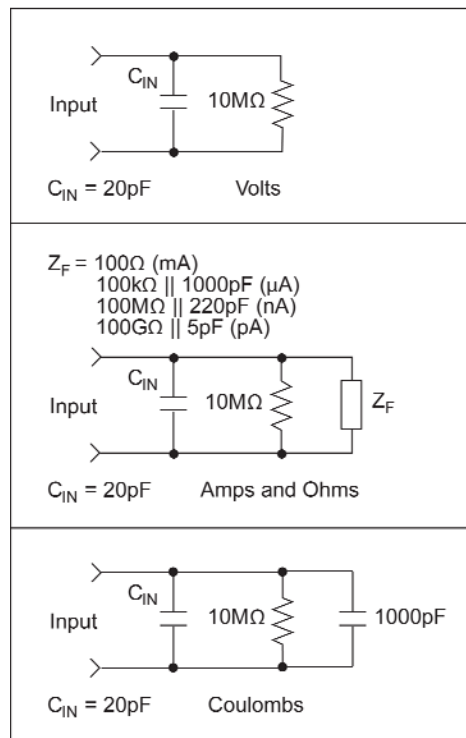 C_IN
10MΩ
Input
C_IN = 20pF Volts
Z_F = 100Ω (mA)
100kΩ || 1000pF (µA)
100MΩ || 220pF (nA)
100GΩ || 5pF (pA)
C_IN
10MΩ
Z_F
Input
C_IN = 20pF Amps and Ohms
C_IN
10MΩ
1000pF
Input
C_IN = 20pF Coulombs